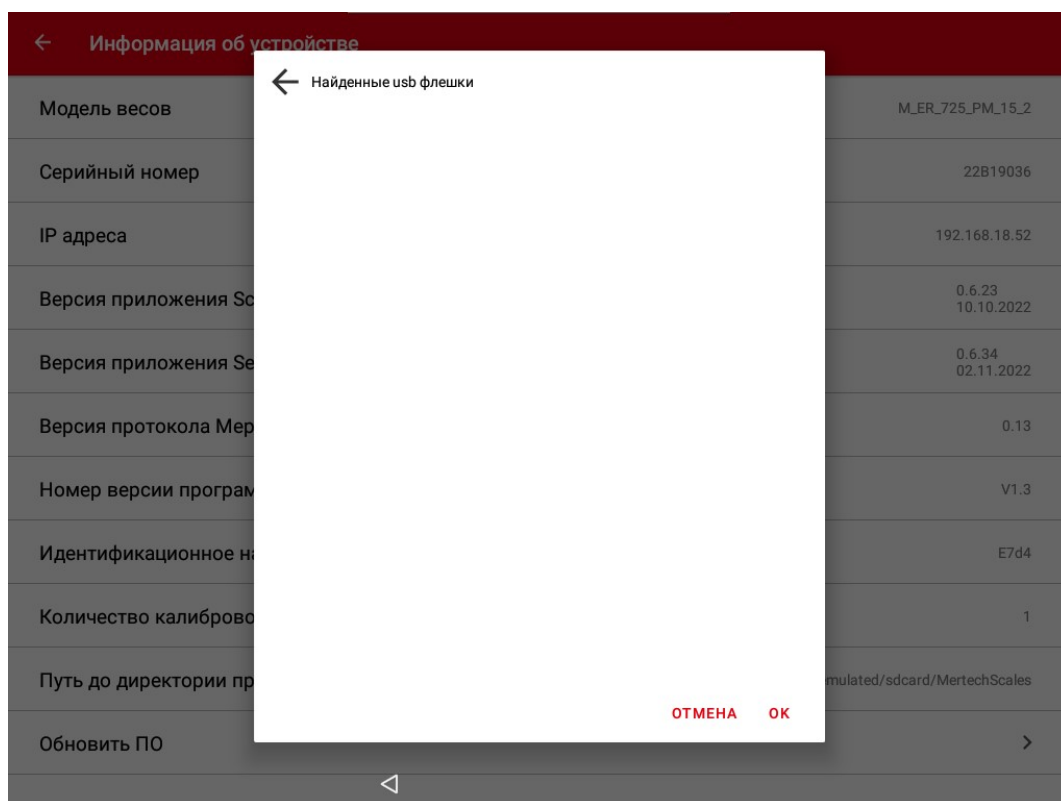 Информация об устройстве
Найденные usb флешки
Модель весов
M_ER_725_PM_15_2
Серийный номер
22B19036
IP адреса
192.168.18.52
Версия приложения Sc
0.6.23
10.10.2022
Версия приложения Se
0.6.34
02.11.2022
Версия протокола Мер
0.13
Номер версии програм
V1.3
Идентификационное на
E7d4
Количество калиброво
1
Путь до директории пр
mulated/sdcard/MertechScales
ОТМЕНА OK
Обновить ПО